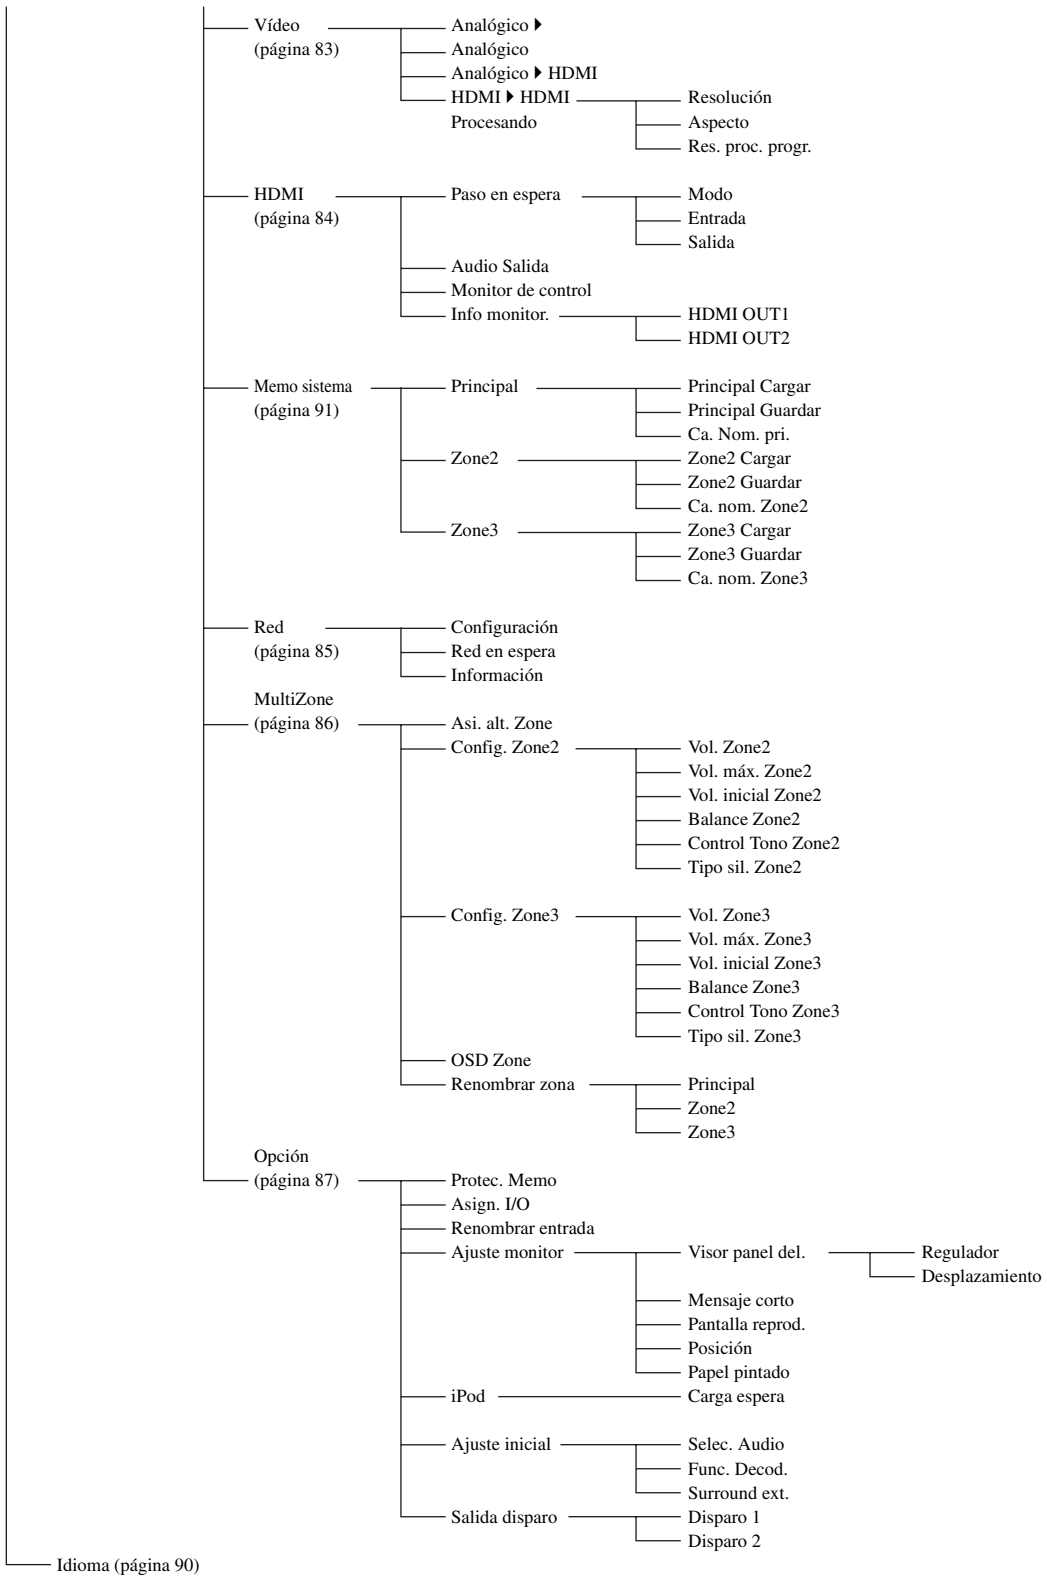 Vídeo Analógico ▶
(página 83) Analógico
Analógico ▶ HDMI
HDMI ▶ HDMI Resolución
Procesando Aspecto
Res. proc. progr.
HDMI Paso en espera Modo
(página 84) Entrada
Salida
Audio Salida
Monitor de control
Info monitor. HDMI OUT1
HDMI OUT2
Memo sistema Principal Principal Cargar
(página 91) Principal Guardar
Ca. Nom. pri.
Zone2 Zone2 Cargar
Zone2 Guardar
Ca. nom. Zone2
Zone3 Zone3 Cargar
Zone3 Guardar
Ca. nom. Zone3
Red Configuración
(página 85) Red en espera
Información
MultiZone
(página 86) Asi. alt. Zone
Config. Zone2 Vol. Zone2
Vol. máx. Zone2
Vol. inicial Zone2
Balance Zone2
Control Tono Zone2
Tipo sil. Zone2
Config. Zone3 Vol. Zone3
Vol. máx. Zone3
Vol. inicial Zone3
Balance Zone3
Control Tono Zone3
Tipo sil. Zone3
OSD Zone
Renombrar zona Principal
Zone2
Zone3
Opción
(página 87) Protec. Memo
Asign. I/O
Renombrar entrada
Ajuste monitor Visor panel del. Regulador
Desplazamiento
Mensaje corto
Pantalla reprod.
Posición
Papel pintado
iPod Carga espera
Ajuste inicial Selec. Audio
Func. Decod.
Surround ext.
Salida disparo Disparo 1
Disparo 2
Idioma (página 90)